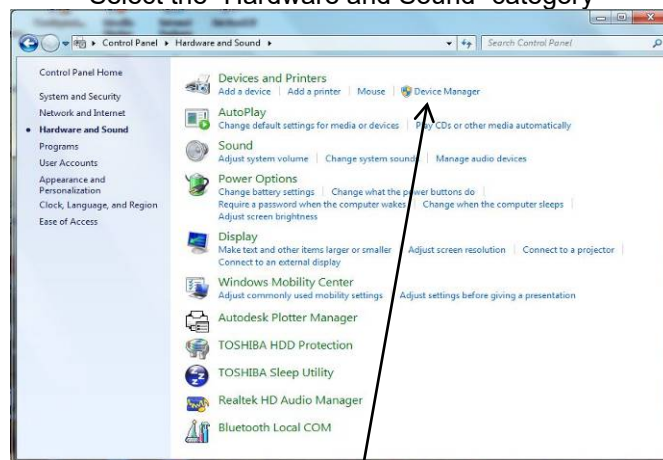 Select the "Hardware and Sound" category
Control Panel ▸ Hardware and Sound ▸
Search Control Panel
Control Panel Home
System and Security
Network and Internet
• Hardware and Sound
Programs
User Accounts
Appearance and
Personalization
Clock, Language, and Region
Ease of Access
Devices and Printers
Add a device | Add a printer | Mouse | Device Manager
AutoPlay
Change default settings for media or devices | Play CDs or other media automatically
Sound
Adjust system volume | Change system sounds | Manage audio devices
Power Options
Change battery settings | Change what the power buttons do |
Require a password when the computer wakes | Change when the computer sleeps |
Adjust screen brightness
Display
Make text and other items larger or smaller | Adjust screen resolution | Connect to a projector |
Connect to an external display
Windows Mobility Center
Adjust commonly used mobility settings | Adjust settings before giving a presentation
Autodesk Plotter Manager
TOSHIBA HDD Protection
TOSHIBA Sleep Utility
Realtek HD Audio Manager
Bluetooth Local COM